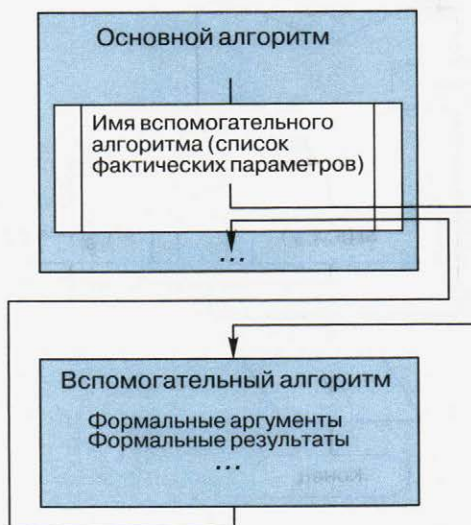 Основной алгоритм
Имя вспомогательного
алгоритма (список
фактических параметров)
...
Вспомогательный алгоритм
Формальные аргументы
Формальные результаты
...